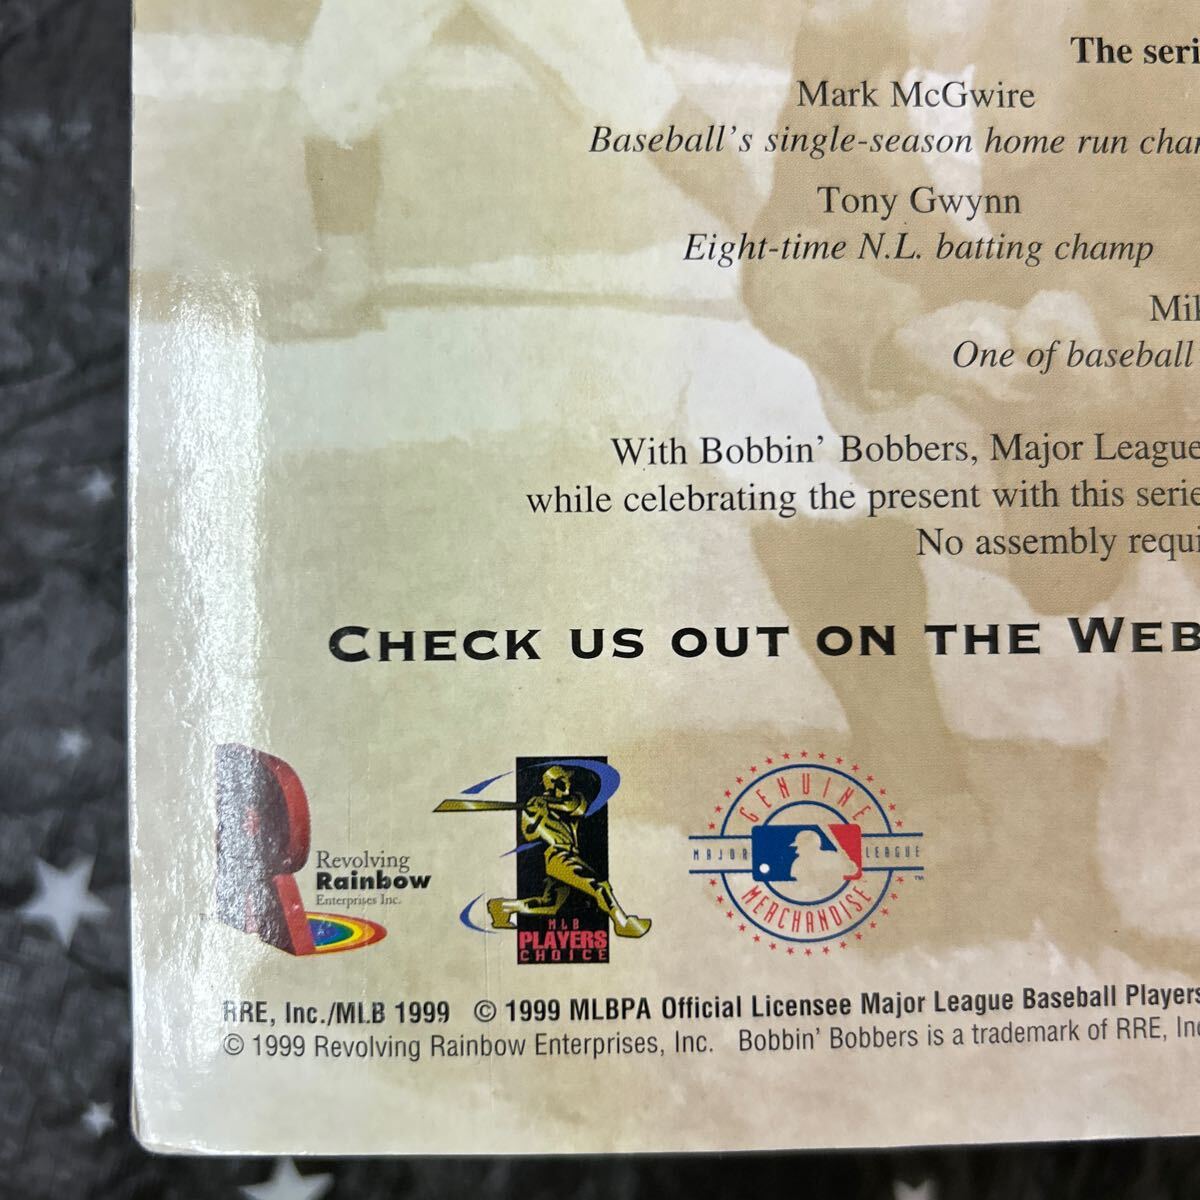 The seri
Mark McGwire
Baseball's single-season home run cham
Tony Gwynn
Eight-time N.L. batting champ
Mik
One of baseball
With Bobbin' Bobbers, Major League
while celebrating the present with this serie
No assembly requi
CHECK US OUT ON THE WEB
Revolving
Rainbow
Enterprises Inc.
MLB
PLAYERS
CHOICE
GENUINE
MAJOR LEAGUE
MERCHANDISE
RRE, Inc./MLB 1999 © 1999 MLBPA Official Licensee Major League Baseball Players
© 1999 Revolving Rainbow Enterprises, Inc. Bobbin' Bobbers is a trademark of RRE, Inc